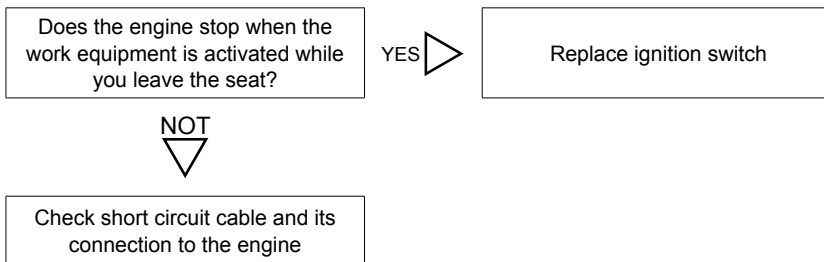 Does the engine stop when the
work equipment is activated while
you leave the seat?
YES
Replace ignition switch
NOT
Check short circuit cable and its
connection to the engine